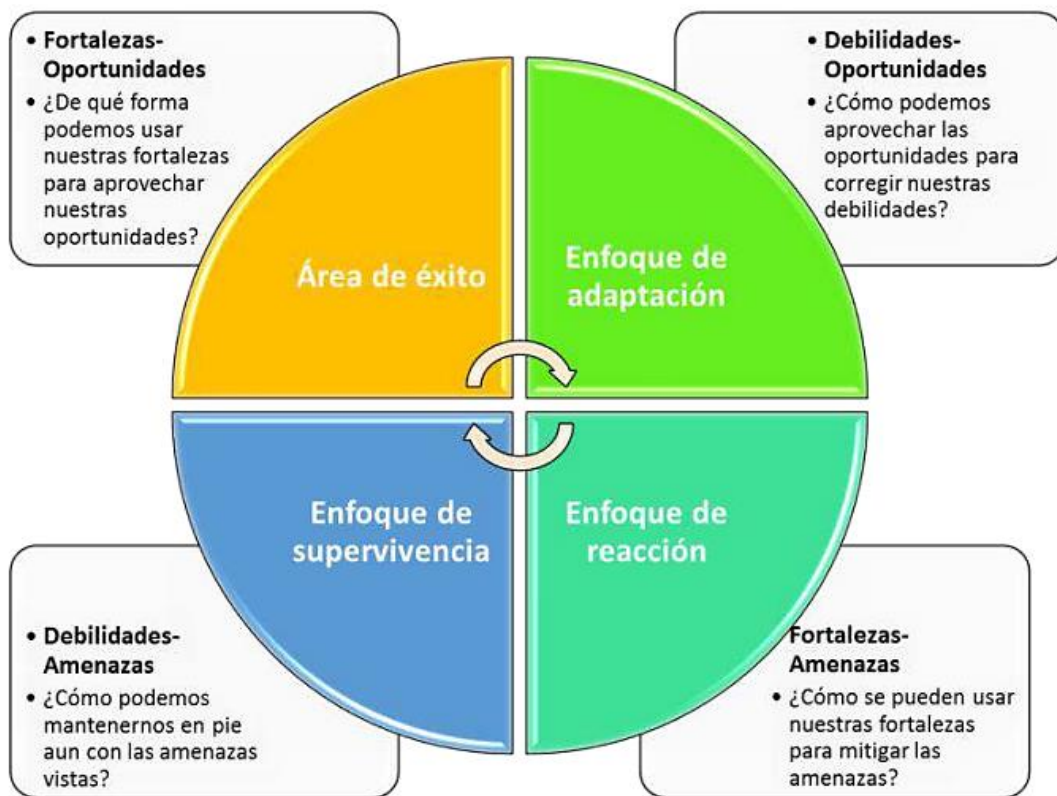 • Fortalezas-
Oportunidades
• ¿De qué forma
podemos usar
nuestras fortalezas
para aprovechar
nuestras
oportunidades?
• Debilidades-
Oportunidades
• ¿Cómo podemos
aprovechar las
oportunidades para
corregir nuestras
debilidades?
Área de éxito
Enfoque de
adaptación
Enfoque de
supervivencia
Enfoque de
reacción
• Debilidades-
Amenazas
• ¿Cómo podemos
mantenernos en pie
aun con las amenazas
vistas?
Fortalezas-
Amenazas
• ¿Cómo se pueden usar
nuestras fortalezas
para mitigar las
amenazas?